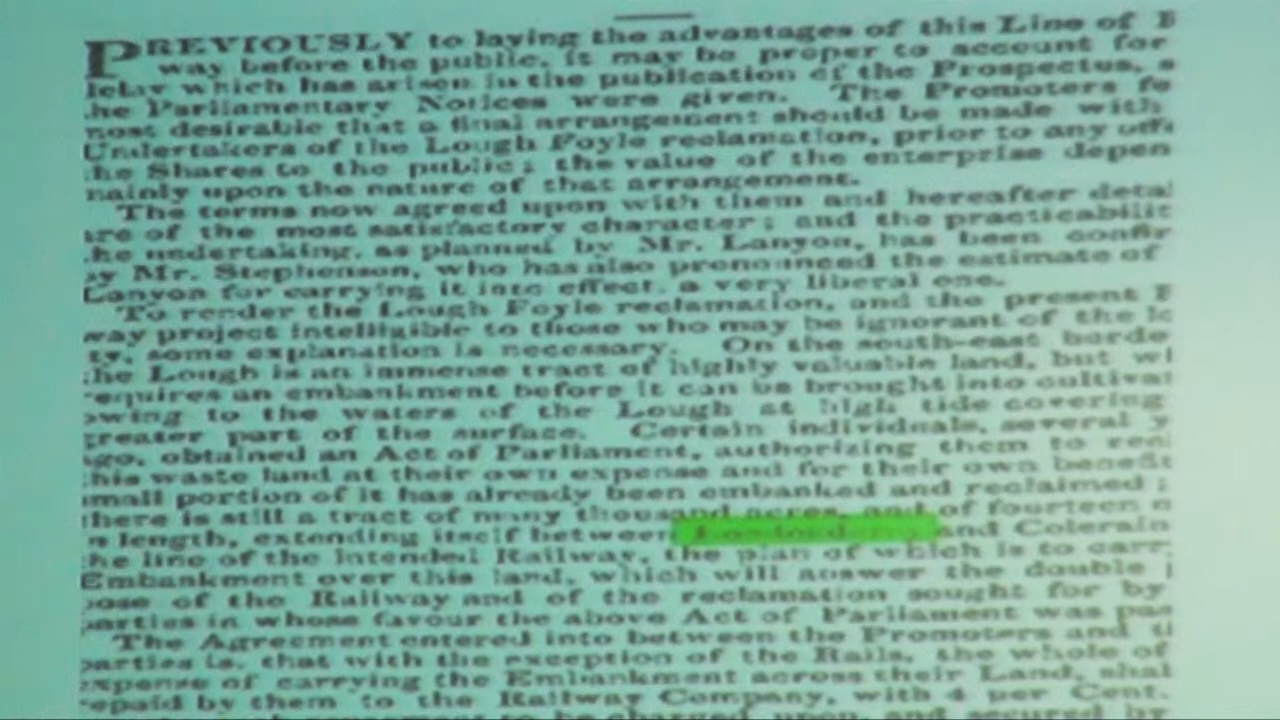 PREVIOUSLY to laying the advantages of this Line of
way before the public, it may be proper to account for
which has arisen in the publication of the Prospectus,
he Parliamentary Notices were given. The Promoters fe
most desirable that a final arrangement should be made with
Undertakers of the Lough Foyle reclamation, prior to any
he Shares to the public; the value of the enterprise depen
mainly upon the nature of that arrangement.
The terms now agreed upon with them and hereafter detai
are of the most satisfactory character; and the practicabilit
he undertaking, as planned by Mr. Lanyon, has been confir
by Mr. Stephenson, who has also pronounced the estimate of
Lanyon for carrying it into effect, a very liberal one.
To render the Lough Foyle reclamation, and the present
way project intelligible to those who may be ignorant of the lo
ty, some explanation is necessary. On the south-east borde
the Lough is an immense tract of highly valuable land, but wi
requires an embankment before it can be brought into cultivat
owing to the waters of the Lough at high tide covering
greater part of the surface. Certain individuals, several y
ago, obtained an Act of Parliament, authorizing them to rec
this waste land at their own expense and for their own benefit
small portion of it has already been embanked and reclaimed;
there is still a tract of many thousand acres, and of fourteen
n length, extending itself between Londonderry and Colerain
he line of the intended Railway, the plan of which is to carr
Embankment over this land, which will answer the double
pose of the Railway and of the reclamation sought for by
parties in whose favour the above Act of Parliament was pas
The Agreement entered into between the Promoters and
parties is, that with the exception of the Rails, the whole of
expense of carrying the Embankment across their Land, shal
repaid by them to the Railway Company, with 4 per Cent.
to be charged upon, and secured by